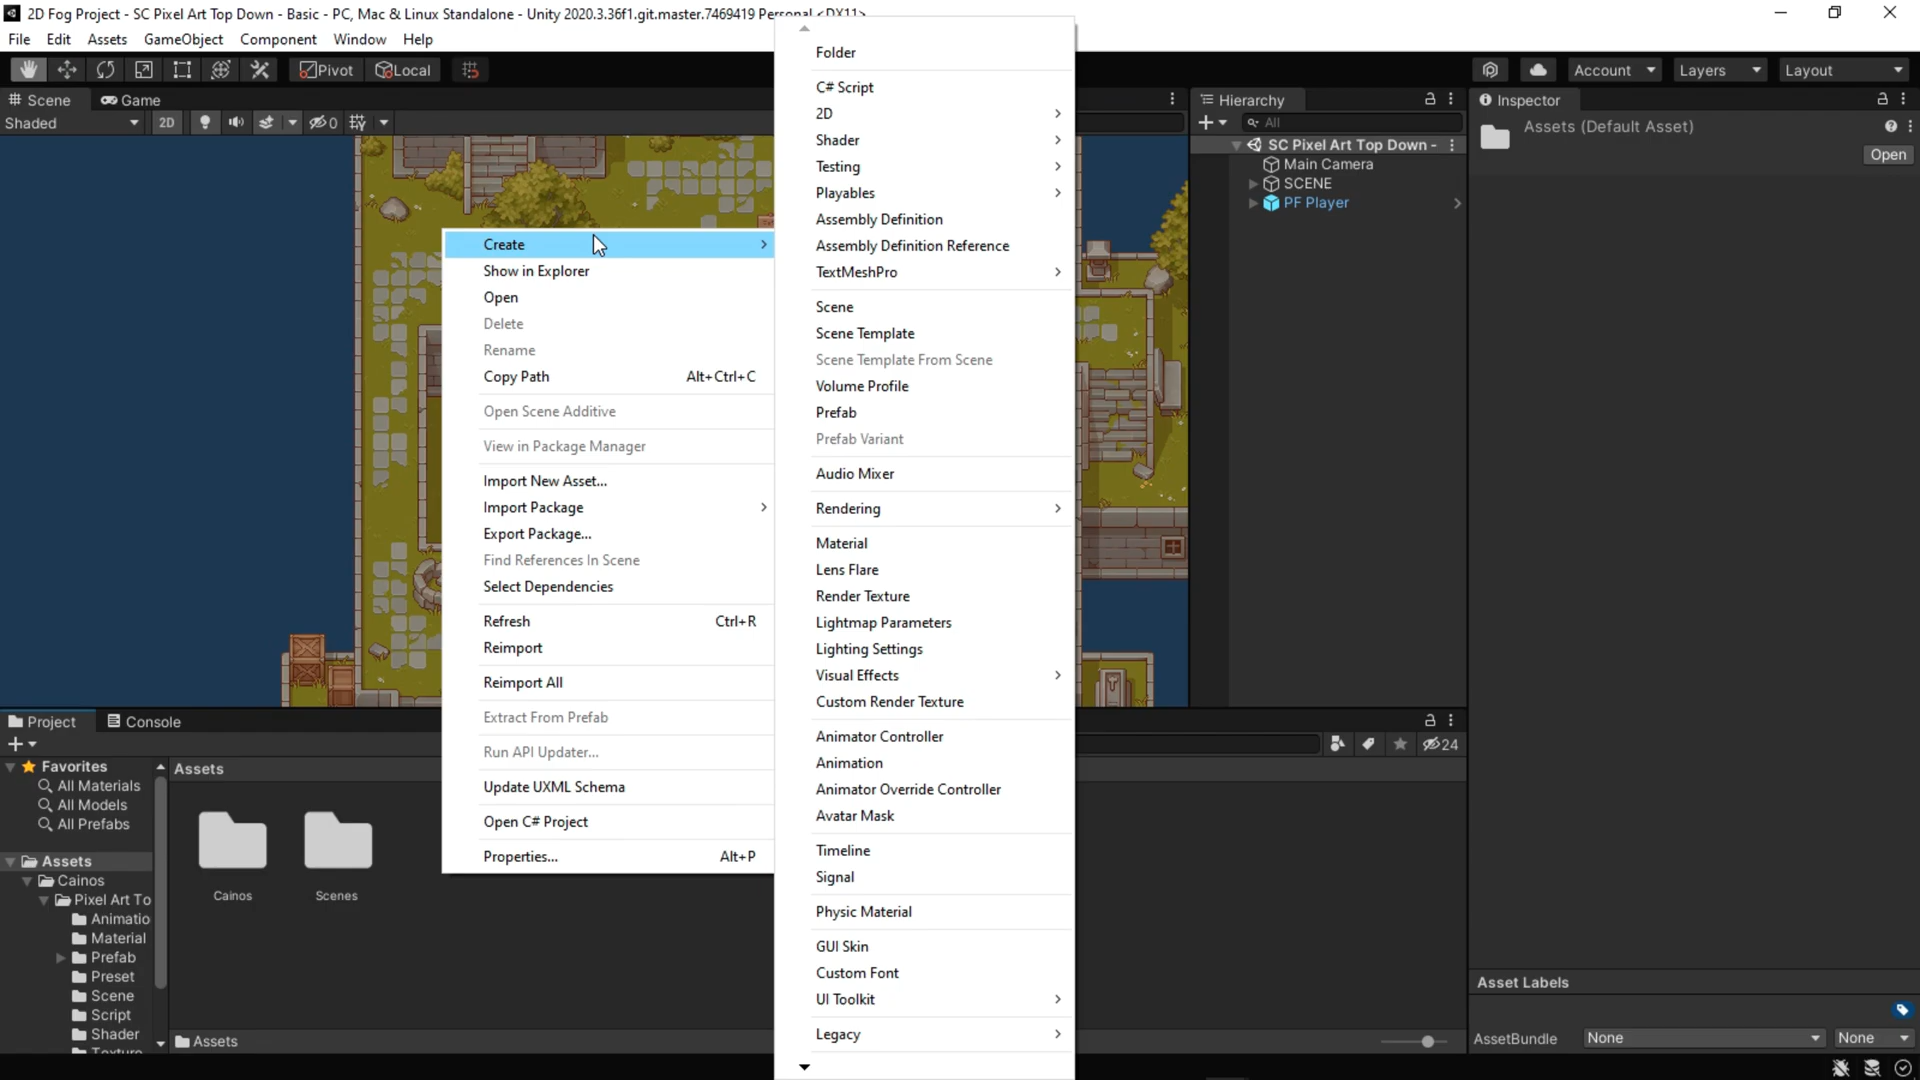 2D Fog Project - SC Pixel Art Top Down - Basic - PC, Mac & Linux Standalone - Unity 2020.3.36f1.git.master.7469419 Personal <DX11>
File Edit Assets GameObject Component Window Help
Pivot Local Account Layers Layout
Scene Game
Shaded 2D 0
Hierarchy
All
SC Pixel Art Top Down -
Main Camera
SCENE
PF Player
Inspector
Assets (Default Asset)
Open
Create
Show in Explorer
Open
Delete
Rename
Copy Path Alt+Ctrl+C
Open Scene Additive
View in Package Manager
Import New Asset...
Import Package
Export Package...
Find References In Scene
Select Dependencies
Refresh Ctrl+R
Reimport
Reimport All
Extract From Prefab
Run API Updater...
Update UXML Schema
Open C# Project
Properties... Alt+P
Folder
C# Script
2D
Shader
Testing
Playables
Assembly Definition
Assembly Definition Reference
TextMeshPro
Scene
Scene Template
Scene Template From Scene
Volume Profile
Prefab
Prefab Variant
Audio Mixer
Rendering
Material
Lens Flare
Render Texture
Lightmap Parameters
Lighting Settings
Visual Effects
Custom Render Texture
Animator Controller
Animation
Animator Override Controller
Avatar Mask
Timeline
Signal
Physic Material
GUI Skin
Custom Font
UI Toolkit
Legacy
Project Console
24
Favorites
All Materials
All Models
All Prefabs
Assets
Cainos
Pixel Art To
Animatio
Material
Prefab
Preset
Scene
Script
Shader
Assets
Cainos Scenes
Assets
Asset Labels
AssetBundle None None